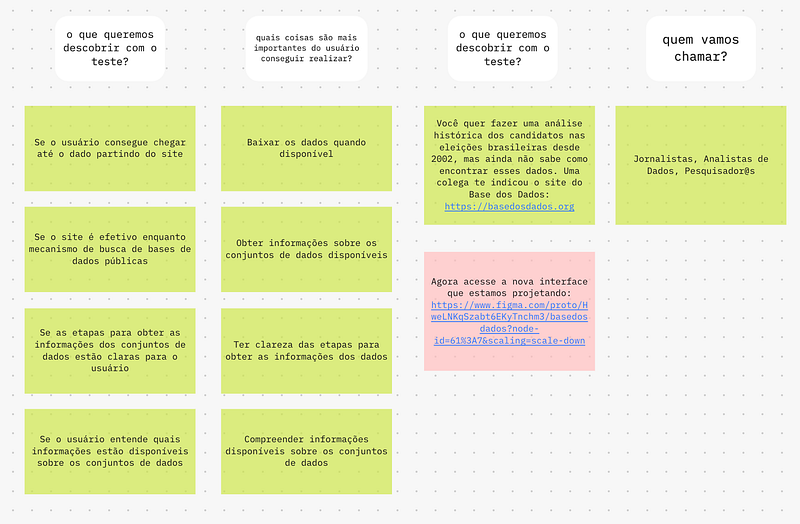 o que queremos
descobrir com o
teste?
Se o usuário consegue chegar
até o dado partindo do site
Se o site é efetivo enquanto
mecanismo de busca de bases de
dados públicas
Se as etapas para obter as
informações dos conjuntos de
dados estão claras para o
usuário
Se o usuário entende quais
informações estão disponíveis
sobre os conjuntos de dados
quais coisas são mais
importantes do usuário
conseguir realizar?
Baixar os dados quando
disponível
Obter informações sobre os
conjuntos de dados disponíveis
Ter clareza das etapas para
obter as informações dos dados
Compreender informações
disponíveis sobre os conjuntos
de dados
o que queremos
descobrir com o
teste?
Você quer fazer uma análise
histórica dos candidatos nas
eleições brasileiras desde
2002, mas ainda não sabe como
encontrar esses dados. Uma
colega te indicou o site do
Base dos Dados:
https://basedosdados.org
Agora acesse a nova interface
que estamos projetando:
https://www.figma.com/proto/H
weLNKqSzabt6EKyTnchm3/basedos
dados?node-
id=61%3A7&scaling=scale-down
quem vamos
chamar?
Jornalistas, Analistas de
Dados, Pesquisador@s